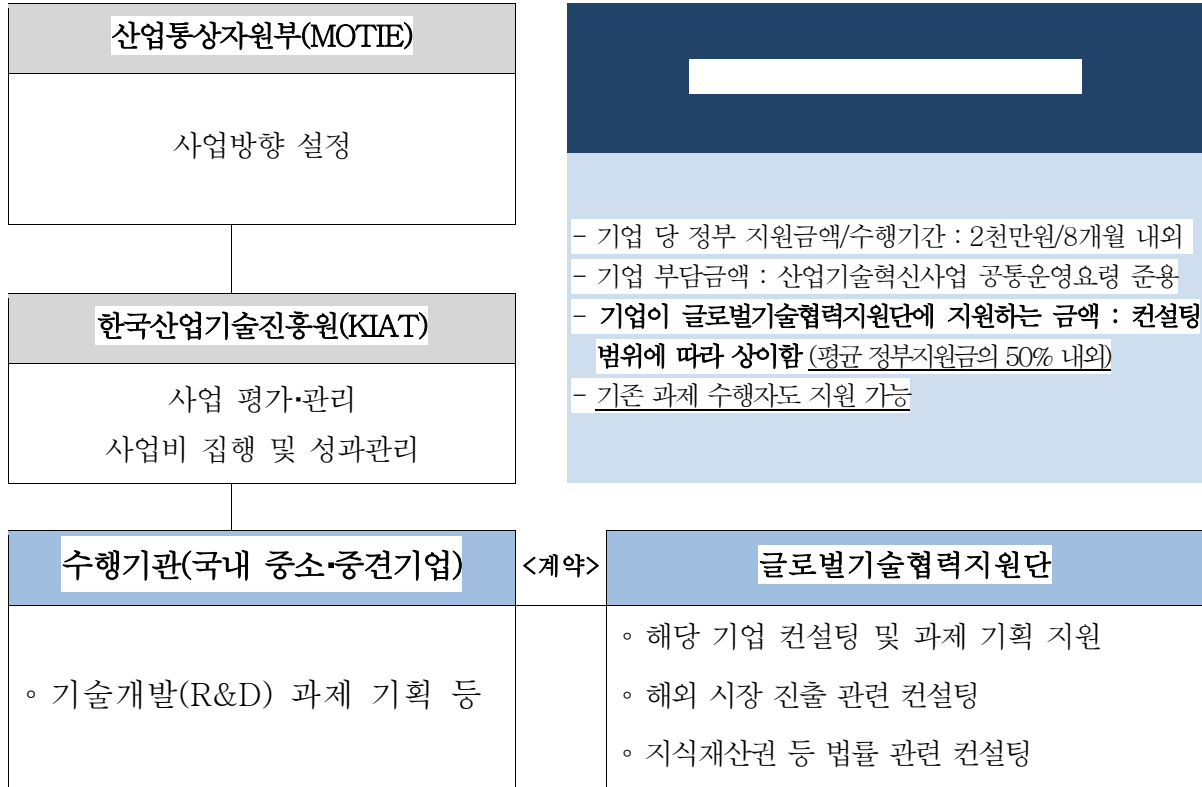 산업통상자원부(MOTIE)
사업방향 설정
- 기업 당 정부 지원금액/수행기간 : 2천만원/8개월 내외
- 기업 부담금액 : 산업기술혁신사업 공통운영요령 준용
- 기업이 글로벌기술협력지원단에 지원하는 금액 : 컨설팅
범위에 따라 상이함 (평균 정부지원금의 50% 내외)
- 기존 과제 수행자도 지원 가능
한국산업기술진흥원(KIAT)
사업 평가·관리
사업비 집행 및 성과관리
수행기관(국내 중소·중견기업)
<계약>
글로벌기술협력지원단
◦ 기술개발(R&D) 과제 기획 등
◦ 해당 기업 컨설팅 및 과제 기획 지원
◦ 해외 시장 진출 관련 컨설팅
◦ 지식재산권 등 법률 관련 컨설팅